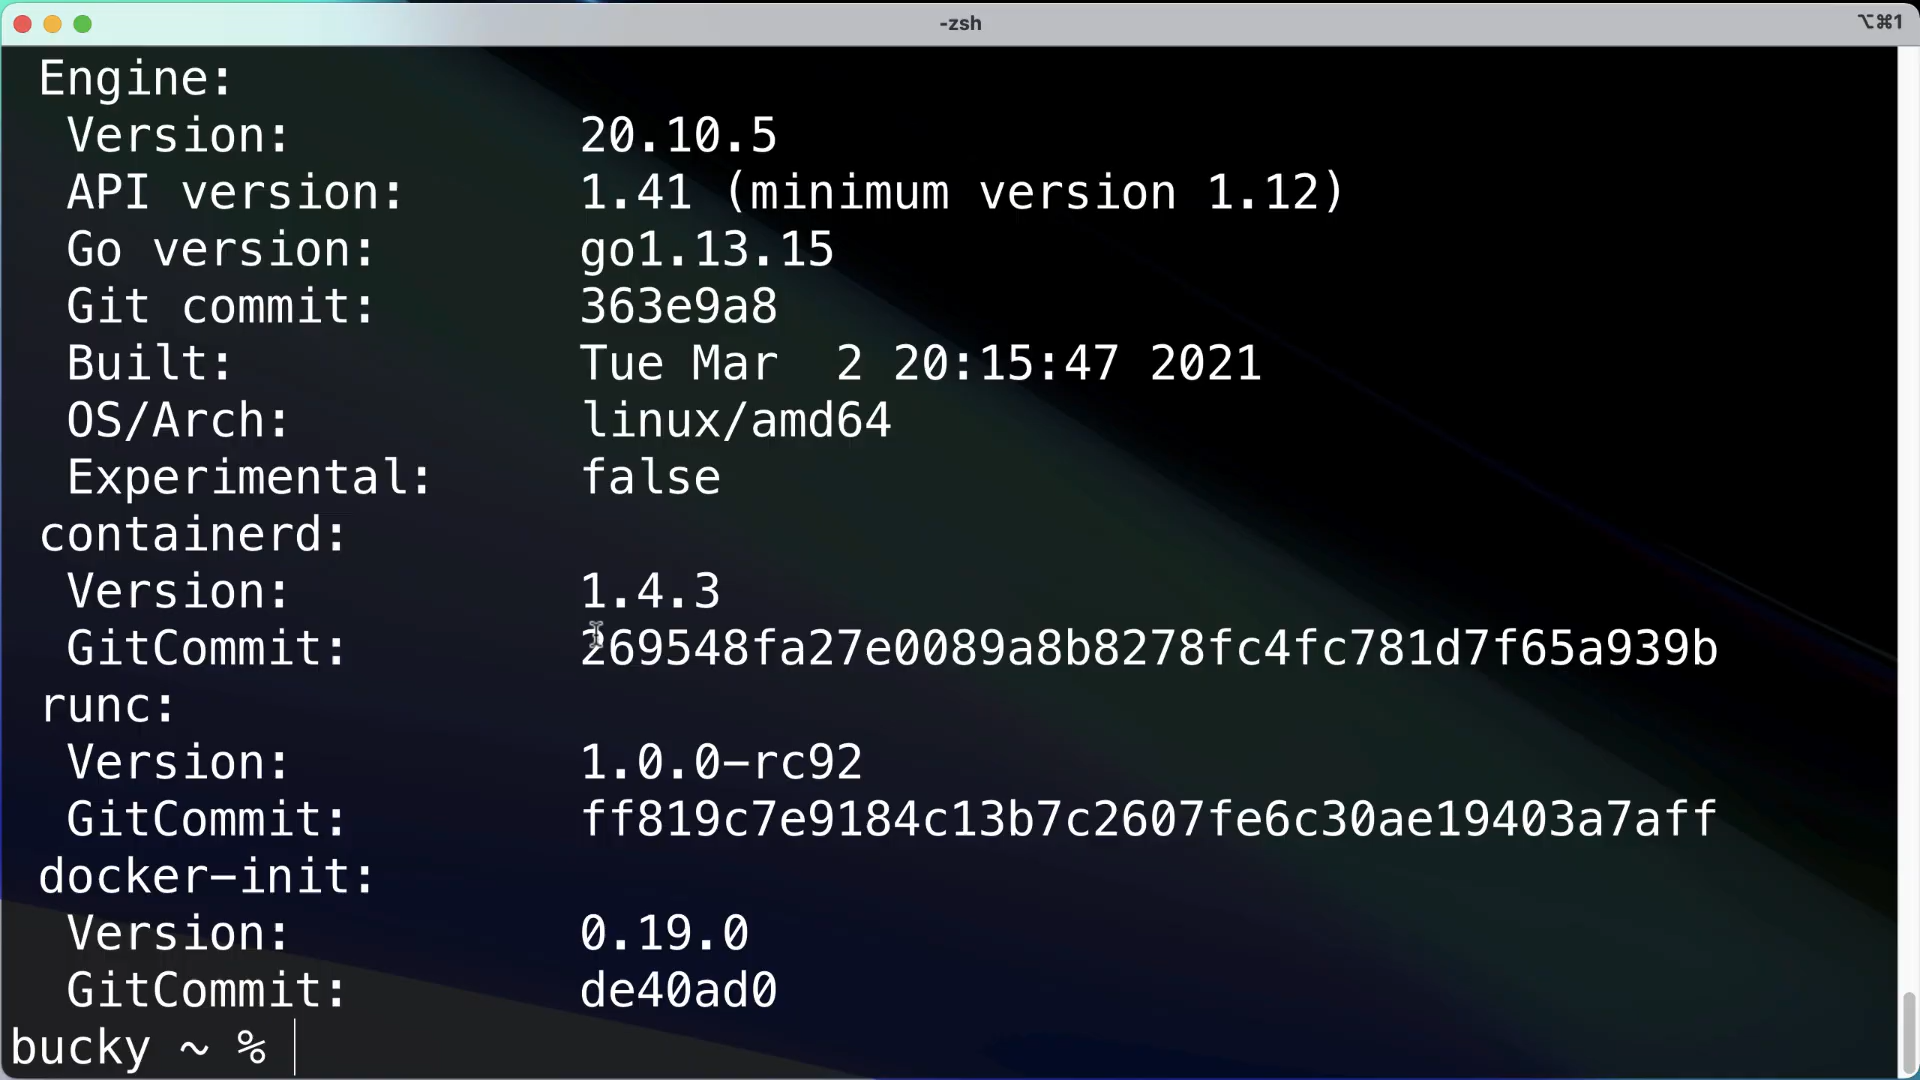 -zsh
⌥⌘1
Engine:
Version: 20.10.5
API version: 1.41 (minimum version 1.12)
Go version: go1.13.15
Git commit: 363e9a8
Built: Tue Mar  2 20:15:47 2021
OS/Arch: linux/amd64
Experimental: false
containerd:
Version: 1.4.3
GitCommit: 269548fa27e0089a8b8278fc4fc781d7f65a939b
runc:
Version: 1.0.0-rc92
GitCommit: ff819c7e9184c13b7c2607fe6c30ae19403a7aff
docker-init:
Version: 0.19.0
GitCommit: de40ad0
bucky ~ %